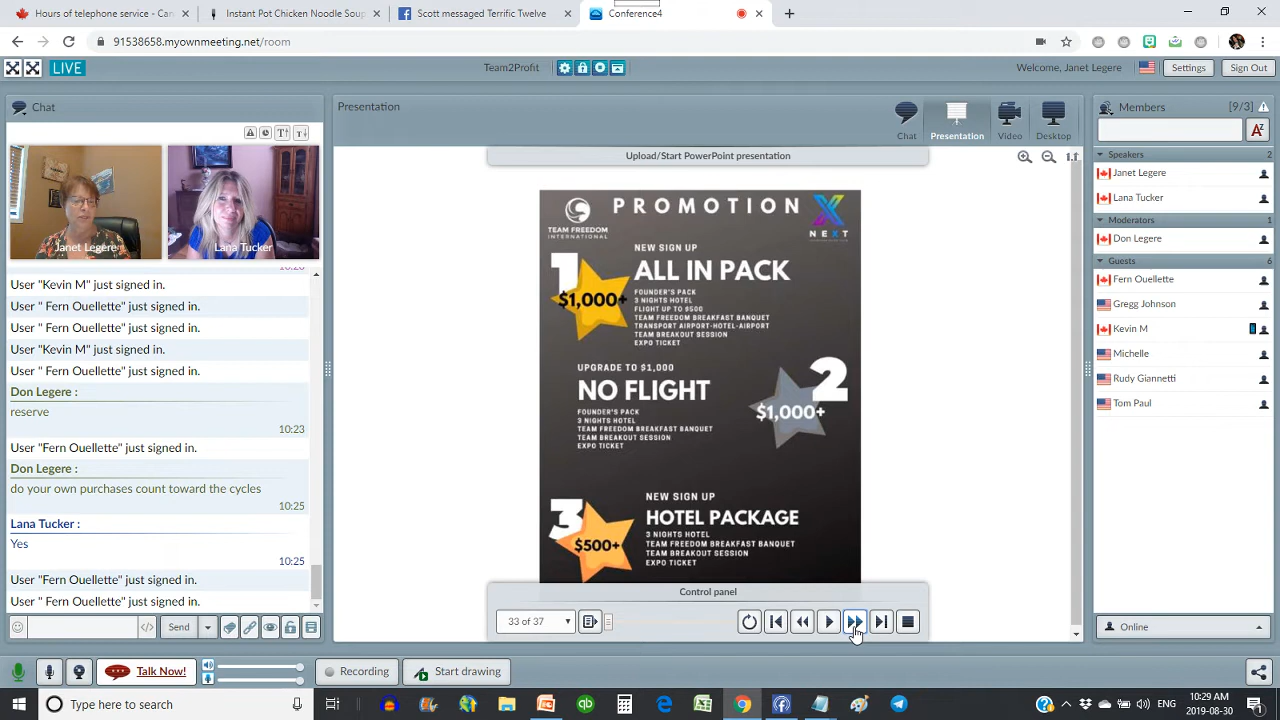 Hours of telephone service - Can
Instant Pot Chicken Noodle Soup
Scott messaged Terrific Twelve
Conference4
91538658.myownmeeting.net/room
LIVE
Team2Profit
Welcome, Janet Legere
Settings
Sign Out
Chat
Janet Legere
Lana Tucker
10:20
User "Kevin M" just signed in.
User " Fern Ouellette" just signed in.
User " Fern Ouellette" just signed in.
User "Kevin M" just signed in.
User " Fern Ouellette" just signed in.
Don Legere :
reserve
10:23
User "Fern Ouellette" just signed in.
Don Legere :
do your own purchases count toward the cycles
10:25
Lana Tucker :
Yes
10:25
User "Fern Ouellette" just signed in.
User " Fern Ouellette" just signed in.
Send
Presentation
Chat
Presentation
Video
Desktop
Upload/Start PowerPoint presentation
1:1
TEAM FREEDOM
INTERNATIONAL
PROMOTION
X
NEXT
1
$1,000+
NEW SIGN UP
ALL IN PACK
FOUNDER'S PACK
3 NIGHTS HOTEL
FLIGHT UP TO $500
TEAM FREEDOM BREAKFAST BANQUET
TRANSPORT AIRPORT-HOTEL-AIRPORT
TEAM BREAKOUT SESSION
EXPO TICKET
UPGRADE TO $1,000
NO FLIGHT
FOUNDER'S PACK
3 NIGHTS HOTEL
TEAM FREEDOM BREAKFAST BANQUET
TEAM BREAKOUT SESSION
EXPO TICKET
2
$1,000+
3
$500+
NEW SIGN UP
HOTEL PACKAGE
3 NIGHTS HOTEL
TEAM FREEDOM BREAKFAST BANQUET
TEAM BREAKOUT SESSION
EXPO TICKET
Control panel
33 of 37
Members
[9/3]
Speakers
2
Janet Legere
Lana Tucker
Moderators
1
Don Legere
Guests
6
Fern Ouellette
Gregg Johnson
Kevin M
Michelle
Rudy Giannetti
Tom Paul
Online
Talk Now!
Recording
Start drawing
Type here to search
ENG
10:29 AM
2019-08-30